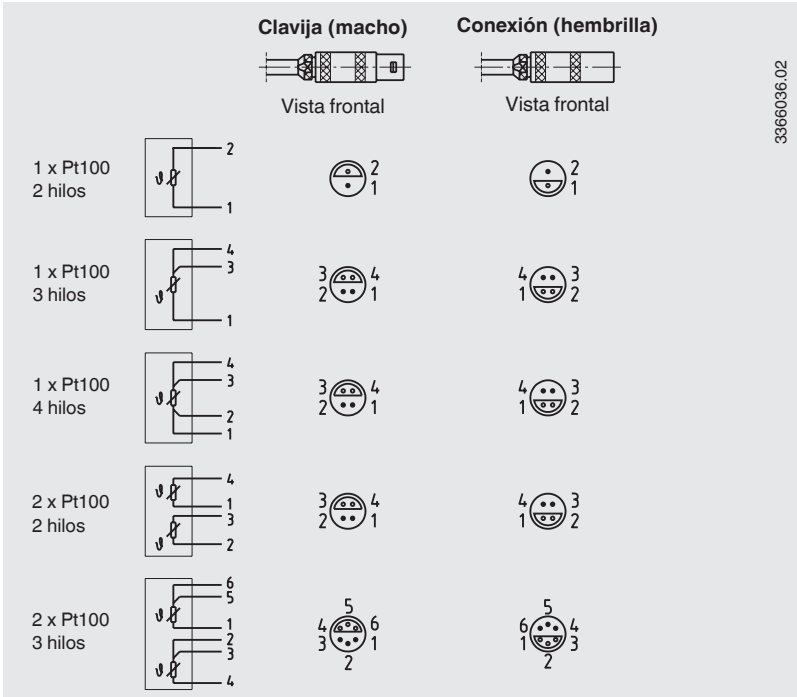 Clavija (macho)
Conexión (hembrilla)
Vista frontal
Vista frontal
3366036.02
1 x Pt100
2 hilos
ϑ
2
1
2
1
2
1
1 x Pt100
3 hilos
ϑ
4
3
1
3 4
2 1
4 3
1 2
1 x Pt100
4 hilos
ϑ
4
3
2
1
3 4
2 1
4 3
1 2
2 x Pt100
2 hilos
ϑ
ϑ
4
1
3
2
3 4
2 1
4 3
1 2
2 x Pt100
3 hilos
ϑ
ϑ
6
5
1
2
3
4
5
4 6
3 1
2
5
6 4
1 3
2